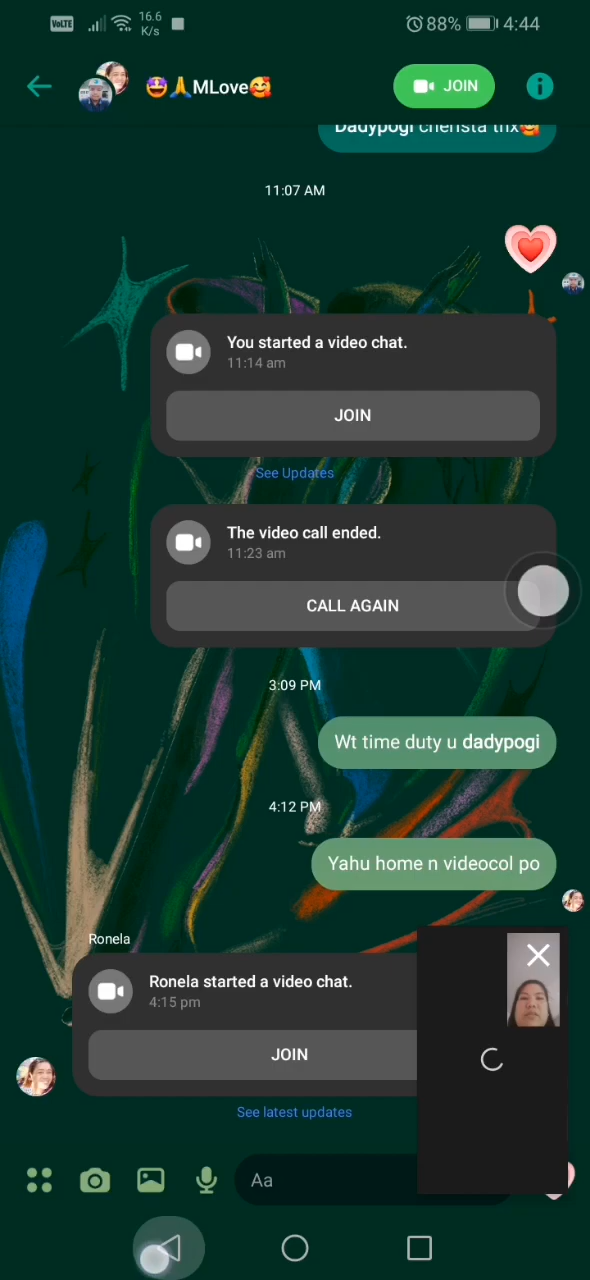 VoLTE 16.6 K/s 88% 4:44
🤩🙏MLove🥰 JOIN
Dadypogi cherista tnx🥰
11:07 AM
You started a video chat.
11:14 am
JOIN
See Updates
The video call ended.
11:23 am
CALL AGAIN
3:09 PM
Wt time duty u dadypogi
4:12 PM
Yahu home n videocol po
Ronela
Ronela started a video chat.
4:15 pm
JOIN
See latest updates
Aa